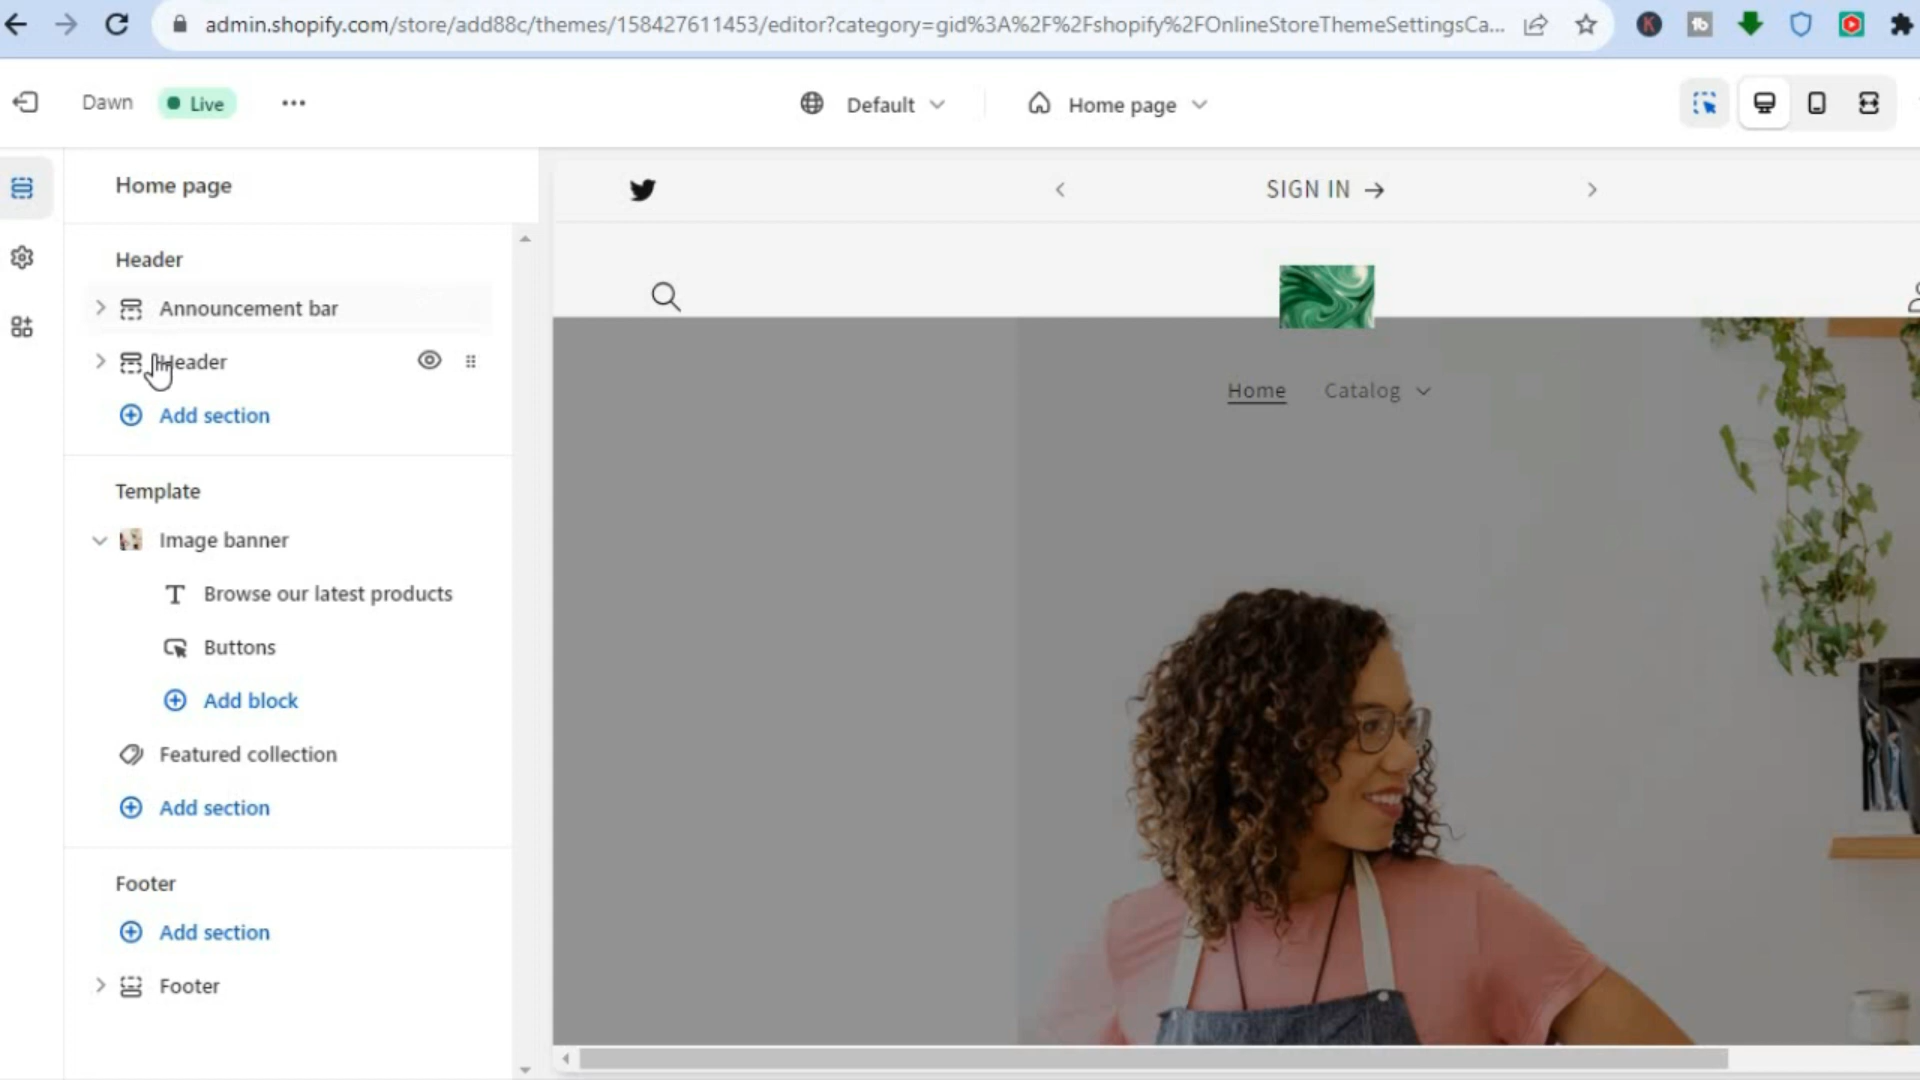 admin.shopify.com/store/add88c/themes/158427611453/editor?category=gid%3A%2F%2Fshopify%2FOnlineStoreThemeSettingsCa...
K
tb
Dawn
Live
Default
Home page
Home page
SIGN IN →
Header
Announcement bar
Header
Add section
Home
Catalog
Template
Image banner
Browse our latest products
Buttons
Add block
Featured collection
Add section
Footer
Add section
Footer